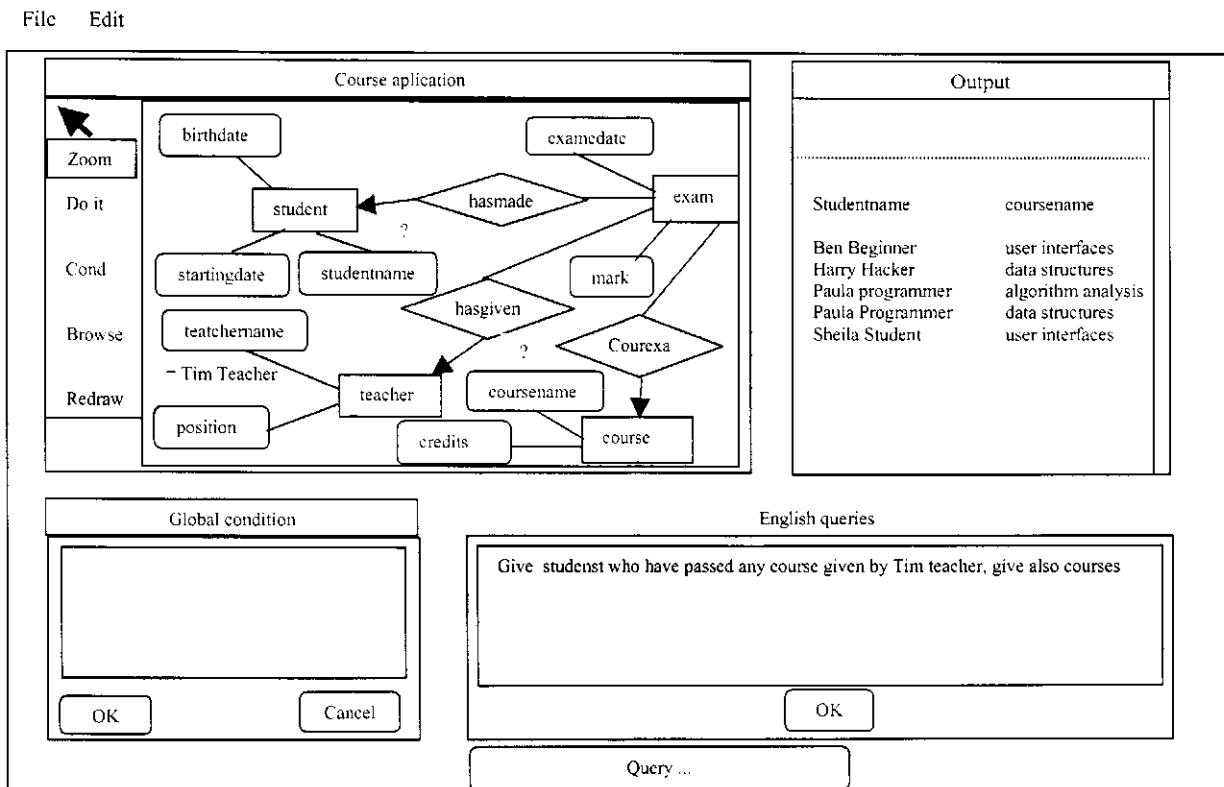 File Edit
Course aplication
Zoom
Do it
Cond
Browse
Redraw
birthdate
examedate
student
hasmade
exam
?
startingdate
studentname
mark
hasgiven
teatchername
= Tim Teacher
?
Courexa
teacher
coursename
position
credits
course
Output
Studentname coursename
Ben Beginner user interfaces
Harry Hacker data structures
Paula programmer algorithm analysis
Paula Programmer data structures
Sheila Student user interfaces
Global condition
OK Cancel
English queries
Give studenst who have passed any course given by Tim teacher, give also courses
OK
Query ...